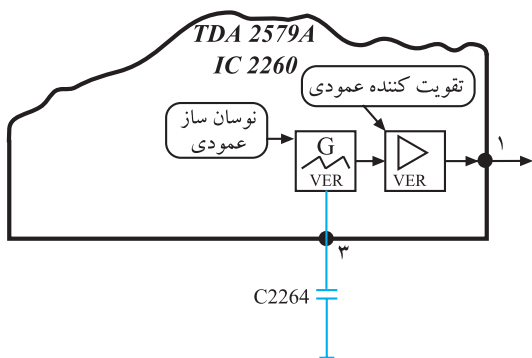 TDA 2579A
IC 2260
تقویت کننده عمودی
نوسان ساز
عمودی
G
VER
VER
۱
۳
C2264